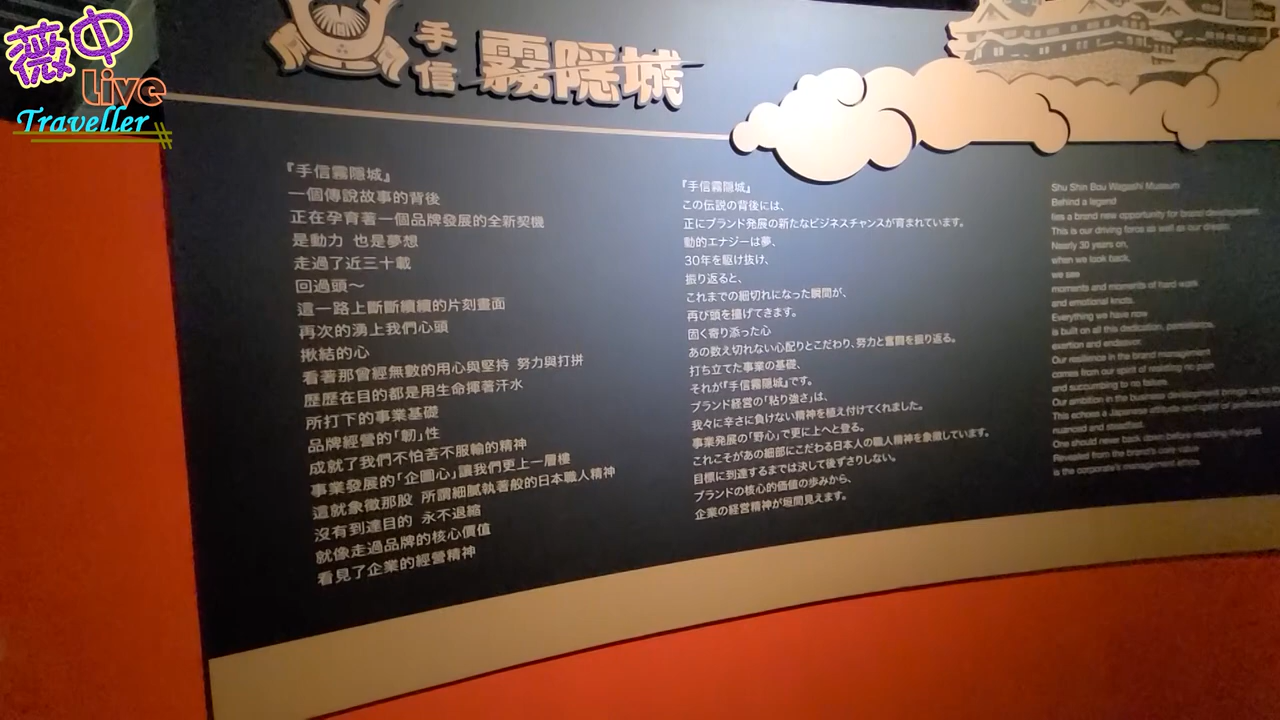 薇中
Live
Traveller
#
手信 霧隱城
『手信霧隱城』
一個傳說故事的背後
正在孕育著一個品牌發展的全新契機
是動力 也是夢想
走過了近三十載
回過頭～
這一路上斷斷續續的片刻畫面
再次的湧上我們心頭
揪結的心
看著那曾經無數的用心與堅持 努力與打拼
歷歷在目的都是用生命揮著汗水
所打下的事業基礎
品牌經營的「韌」性
成就了我們不怕苦不服輸的精神
事業發展的「企圖心」讓我們更上一層樓
這就象徵那股 所謂細膩執著般的日本職人精神
沒有到達目的 永不退縮
就像走過品牌的核心價值
看見了企業的經營精神
『手信霧隱城』
この伝説の背後には、
正にブランド発展の新たなビジネスチャンスが育まれています。
動的エナジーは夢、
30年を駆け抜け、
振り返ると、
これまでの細切れになった瞬間が、
再び頭を擡げてきます。
固く寄り添った心
あの数え切れない心配りとこだわり、努力と奮闘を振り返る。
打ち立てた事業の基礎、
それが『手信霧隱城』です。
ブランド経営の「粘り強さ」は、
我々に辛さに負けない精神を植え付けてくれました。
事業発展の「野心」で更に上へと登る。
これこそがあの細部にこだわる日本人の職人精神を象徴しています。
目標に到達するまでは決して後ずさりしない。
ブランドの核心的価値の歩みから、
企業の経営精神が垣間見えます。
Shu Shin Bou Wagashi Museum
Behind a legend
lies a brand new opportunity for brand development.
This is our driving force as well as our dream.
Nearly 30 years on,
when we look back,
we see
moments and moments of hard work
and emotional knots.
Everything we have now
is built on all this dedication, persistence,
exertion and endeavor.
Our resilience in the brand management
comes from our spirit of resisting no pain
and succumbing to no failure.
Our ambition in the business development brings us to
This echoes a Japanese
nuanced and steadfast.
One should never back down before reaching the goal.
Revealed from the brand's core value
is the corporate's management ethos.